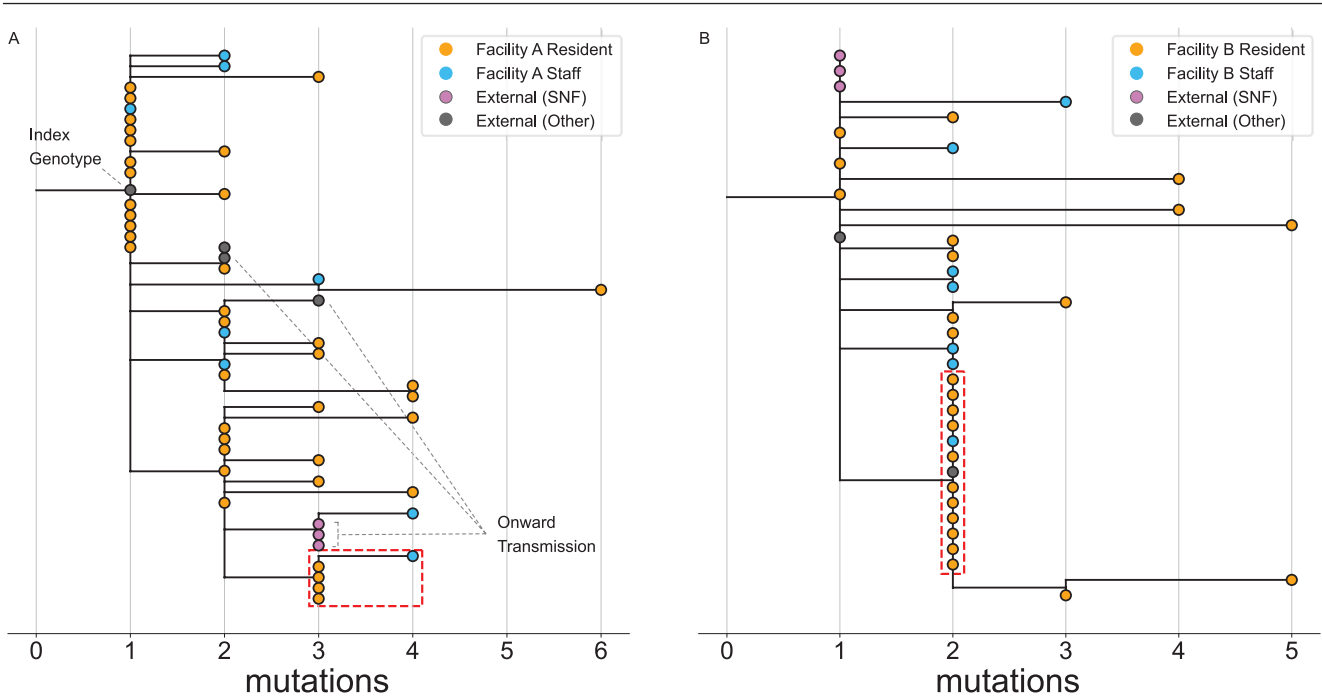 A
Facility A Resident
Facility A Staff
External (SNF)
External (Other)
Index
Genotype
Onward
Transmission
0 1 2 3 4 5 6
mutations
B
Facility B Resident
Facility B Staff
External (SNF)
External (Other)
0 1 2 3 4 5
mutations